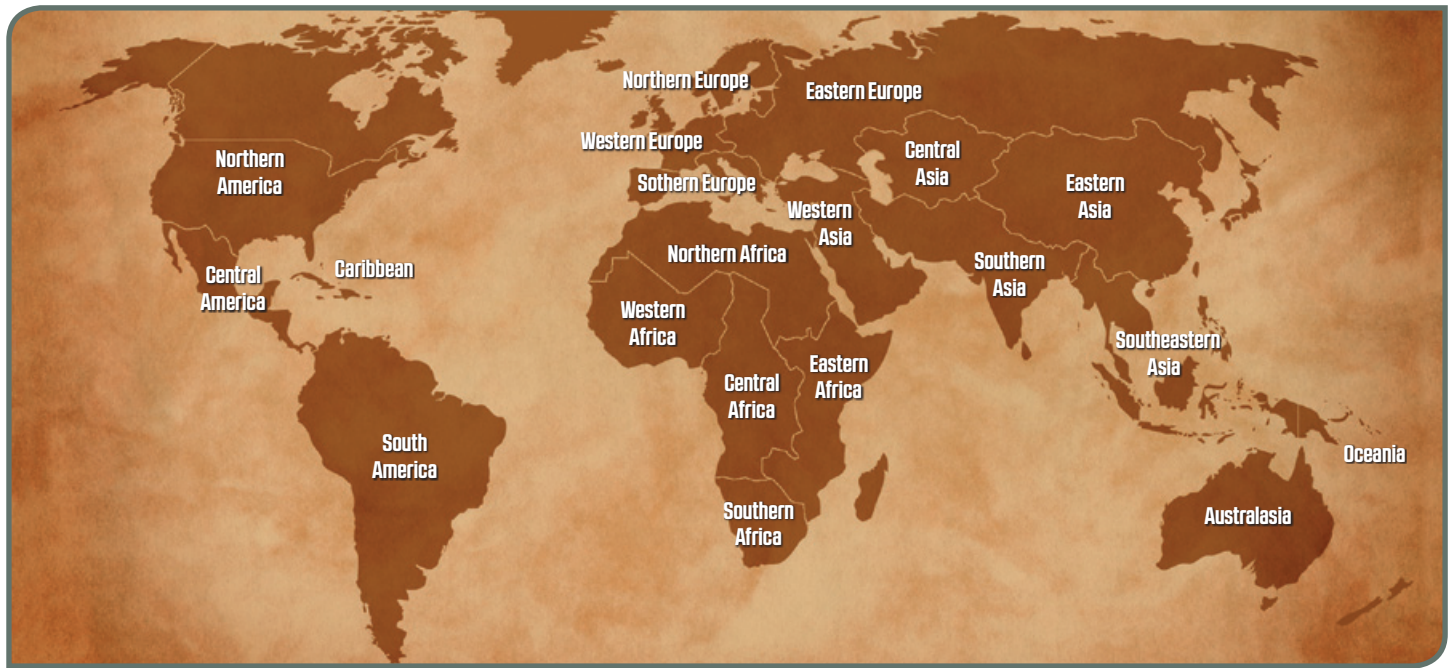 Northern Europe
Eastern Europe
Western Europe
Central
Asia
Northern
America
Sothern Europe
Eastern
Asia
Western
Asia
Northern Africa
Southern
Asia
Central
America
Caribbean
Western
Africa
Southeastern
Asia
Eastern
Africa
Central
Africa
South
America
Oceania
Southern
Africa
Australasia